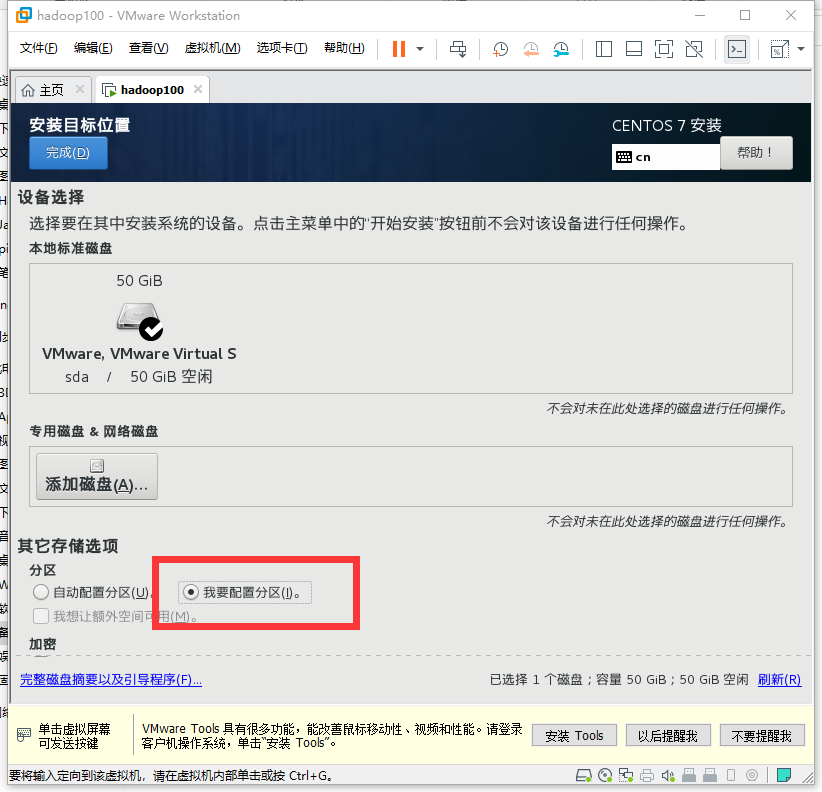 hadoop100 - VMware Workstation
文件(F) 编辑(E) 查看(V) 虚拟机(M) 选项卡(T) 帮助(H)
主页 hadoop100
安装目标位置
完成(D)
CENTOS 7 安装
cn
帮助！
设备选择
选择要在其中安装系统的设备。点击主菜单中的“开始安装”按钮前不会对该设备进行任何操作。
本地标准磁盘
50 GiB
VMware, VMware Virtual S
sda / 50 GiB 空闲
不会对未在此处选择的磁盘进行任何操作。
专用磁盘 & 网络磁盘
添加磁盘(A)...
不会对未在此处选择的磁盘进行任何操作。
其它存储选项
分区
自动配置分区(U)。 我要配置分区(I)。
我想让额外空间可用(M)。
加密
完整磁盘摘要以及引导程序(F)... 已选择 1 个磁盘；容量 50 GiB；50 GiB 空闲 刷新(R)
单击虚拟屏幕
可发送按键
VMware Tools 具有很多功能，能改善鼠标移动性、视频和性能。请登录
客户机操作系统，单击“安装 Tools”。
安装 Tools 以后提醒我 不要提醒我
要将输入定向到该虚拟机，请在虚拟机内部单击或按 Ctrl+G。